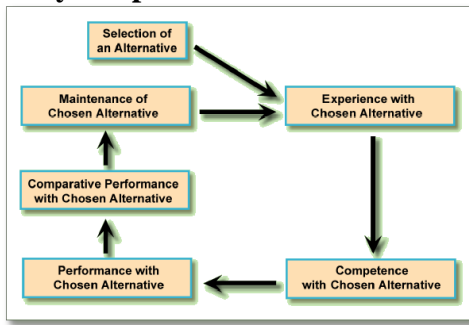 Selection of
an Alternative
Maintenance of
Chosen Alternative
Experience with
Chosen Alternative
Comparative Performance
with Chosen Alternative
Performance with
Chosen Alternative
Competence
with Chosen Alternative